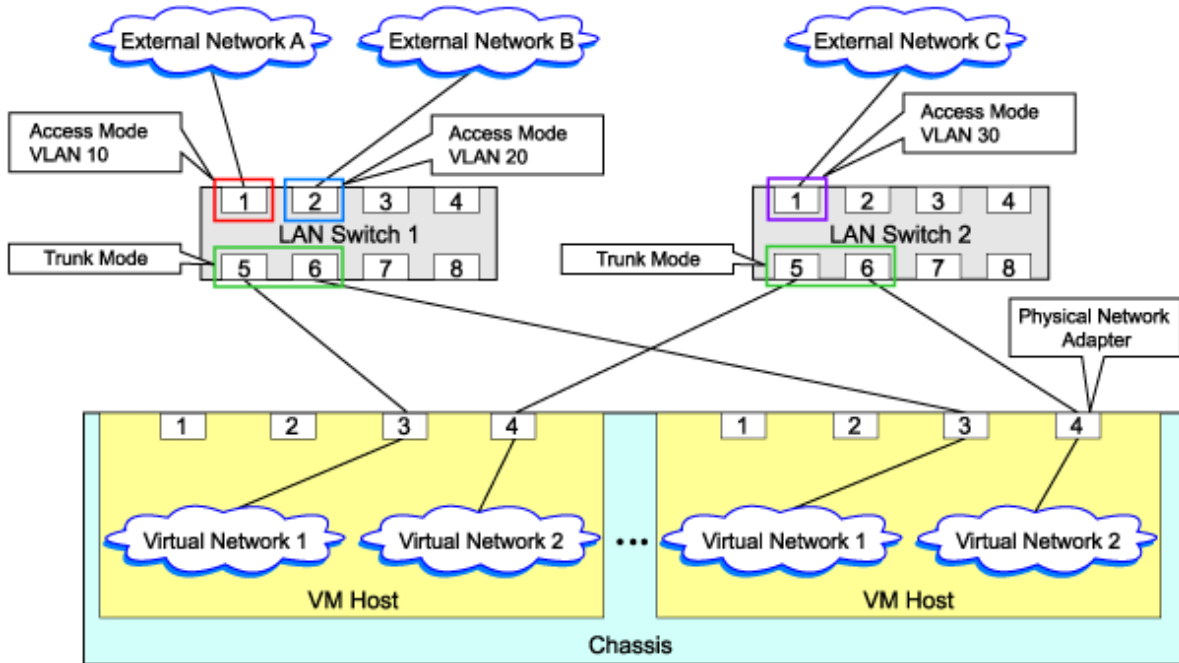 External Network A
External Network B
External Network C
Access Mode
VLAN 10
Access Mode
VLAN 20
Access Mode
VLAN 30
1 2 3 4
LAN Switch 1
5 6 7 8
Trunk Mode
1 2 3 4
LAN Switch 2
5 6 7 8
Trunk Mode
Physical Network
Adapter
1 2 3 4
Virtual Network 1
Virtual Network 2
VM Host
...
1 2 3 4
Virtual Network 1
Virtual Network 2
VM Host
Chassis